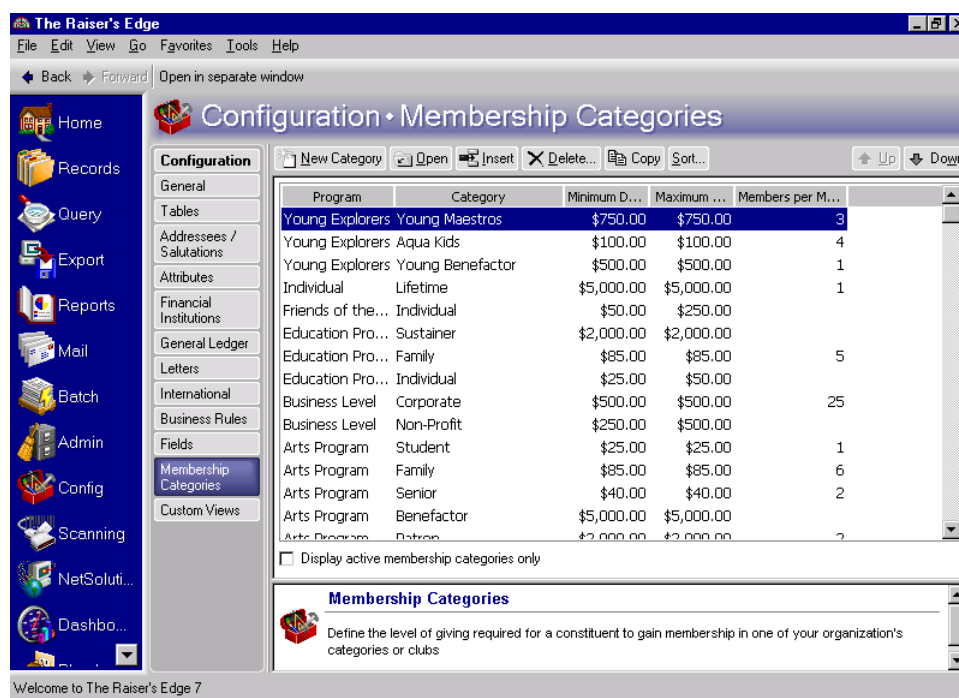 The Raiser's Edge
File Edit View Go Favorites Tools Help
Back Forward Open in separate window
Configuration • Membership Categories
Home
Records
Query
Export
Reports
Mail
Batch
Admin
Config
Scanning
NetSoluti...
Dashbo...
Configuration
General
Tables
Addressees /
Salutations
Attributes
Financial
Institutions
General Ledger
Letters
International
Business Rules
Fields
Membership
Categories
Custom Views
New Category Open Insert Delete... Copy Sort... Up Down
Program Category Minimum D... Maximum ... Members per M...
Young Explorers Young Maestros $750.00 $750.00 3
Young Explorers Aqua Kids $100.00 $100.00 4
Young Explorers Young Benefactor $500.00 $500.00 1
Individual Lifetime $5,000.00 $5,000.00 1
Friends of the... Individual $50.00 $250.00
Education Pro... Sustainer $2,000.00 $2,000.00
Education Pro... Family $85.00 $85.00 5
Education Pro... Individual $25.00 $50.00
Business Level Corporate $500.00 $500.00 25
Business Level Non-Profit $250.00 $500.00
Arts Program Student $25.00 $25.00 1
Arts Program Family $85.00 $85.00 6
Arts Program Senior $40.00 $40.00 2
Arts Program Benefactor $5,000.00 $5,000.00
Arts Program Patron $2,000.00 $2,000.00 2
Display active membership categories only
Membership Categories
Define the level of giving required for a constituent to gain membership in one of your organization's
categories or clubs
Welcome to The Raiser's Edge 7